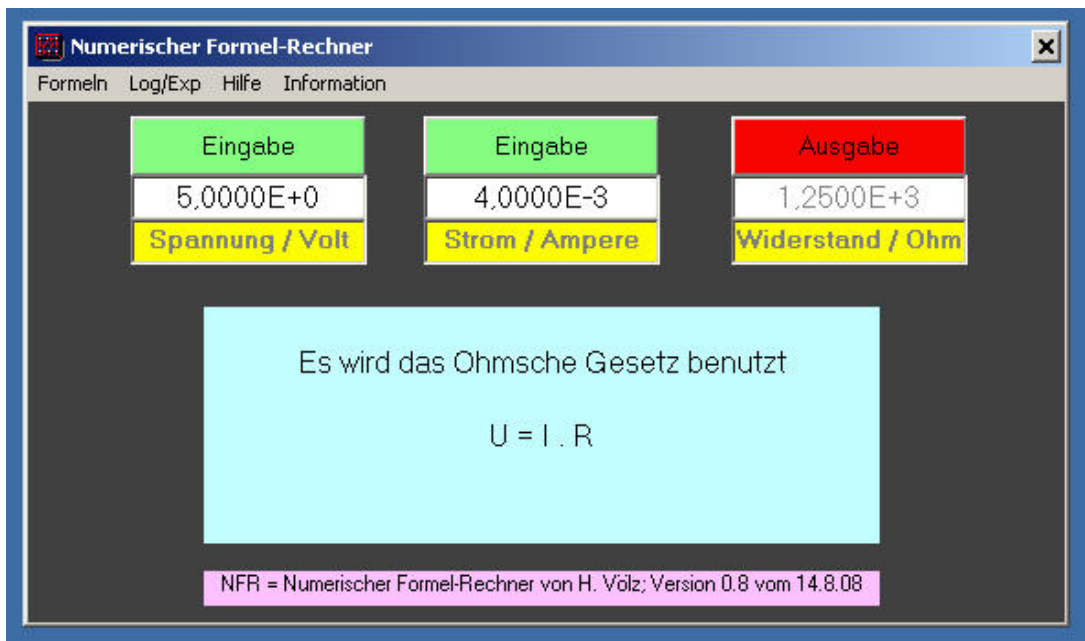 Numerischer Formel-Rechner
Formeln Log/Exp Hilfe Information
Eingabe Eingabe Ausgabe
5,0000E+0 4,0000E-3 1,2500E+3
Spannung / Volt Strom / Ampere Widerstand / Ohm
Es wird das Ohmsche Gesetz benutzt
U = I . R
NFR = Numerischer Formel-Rechner von H. Völz; Version 0.8 vom 14.8.08